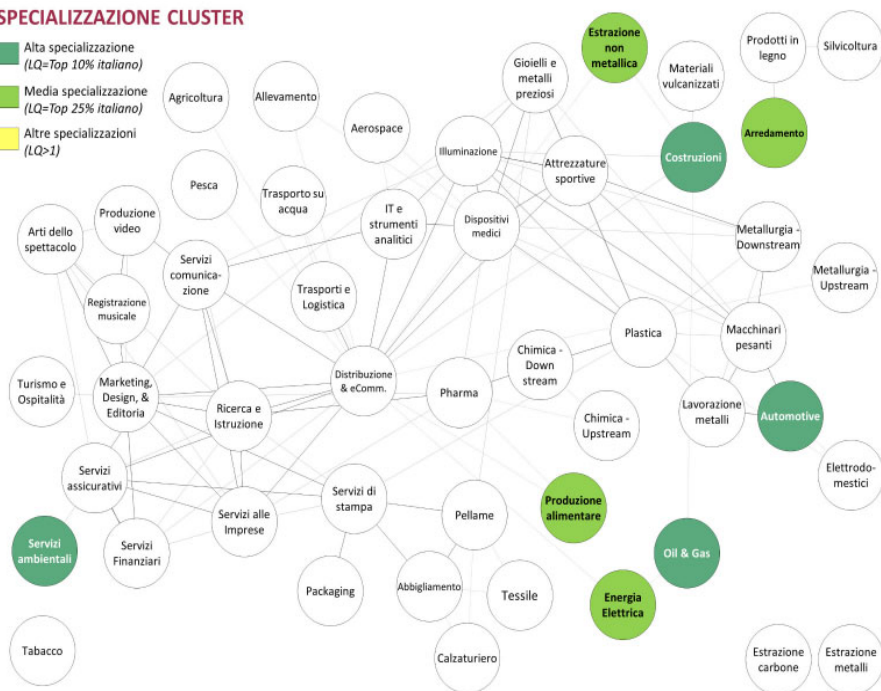 SPECIALIZZAZIONE CLUSTER
Alta specializzazione
(LQ=Top 10% italiano)
Media specializzazione
(LQ=Top 25% italiano)
Altre specializzazioni
(LQ>1)
Agricoltura
Allevamento
Aerospace
Gioielli e
metalli
preziosi
Estrazione
non
metallica
Materiali
vulcanizzati
Prodotti in
legno
Silvicoltura
Arredamento
Illuminazione
Attrezzature
sportive
Costruzioni
Pesca
Trasporto su
acqua
IT e
strumenti
analitici
Dispositivi
medici
Arti dello
spettacolo
Produzione
video
Servizi
comunica-
zione
Metallurgia -
Downstream
Metallurgia -
Upstream
Registrazione
musicale
Trasporti e
Logistica
Plastica
Macchinari
pesanti
Turismo e
Ospitalità
Marketing,
Design, &
Editoria
Ricerca e
Istruzione
Distribuzione
& eComm.
Pharma
Chimica -
Down
stream
Chimica -
Upstream
Lavorazione
metalli
Automotive
Elettrodo-
mestici
Servizi
assicurativi
Servizi alle
Imprese
Servizi di
stampa
Pellame
Produzione
alimentare
Servizi
ambientali
Servizi
Finanziari
Oil & Gas
Packaging
Abbigliamento
Tessile
Energia
Elettrica
Tabacco
Calzaturiero
Estrazione
carbone
Estrazione
metalli